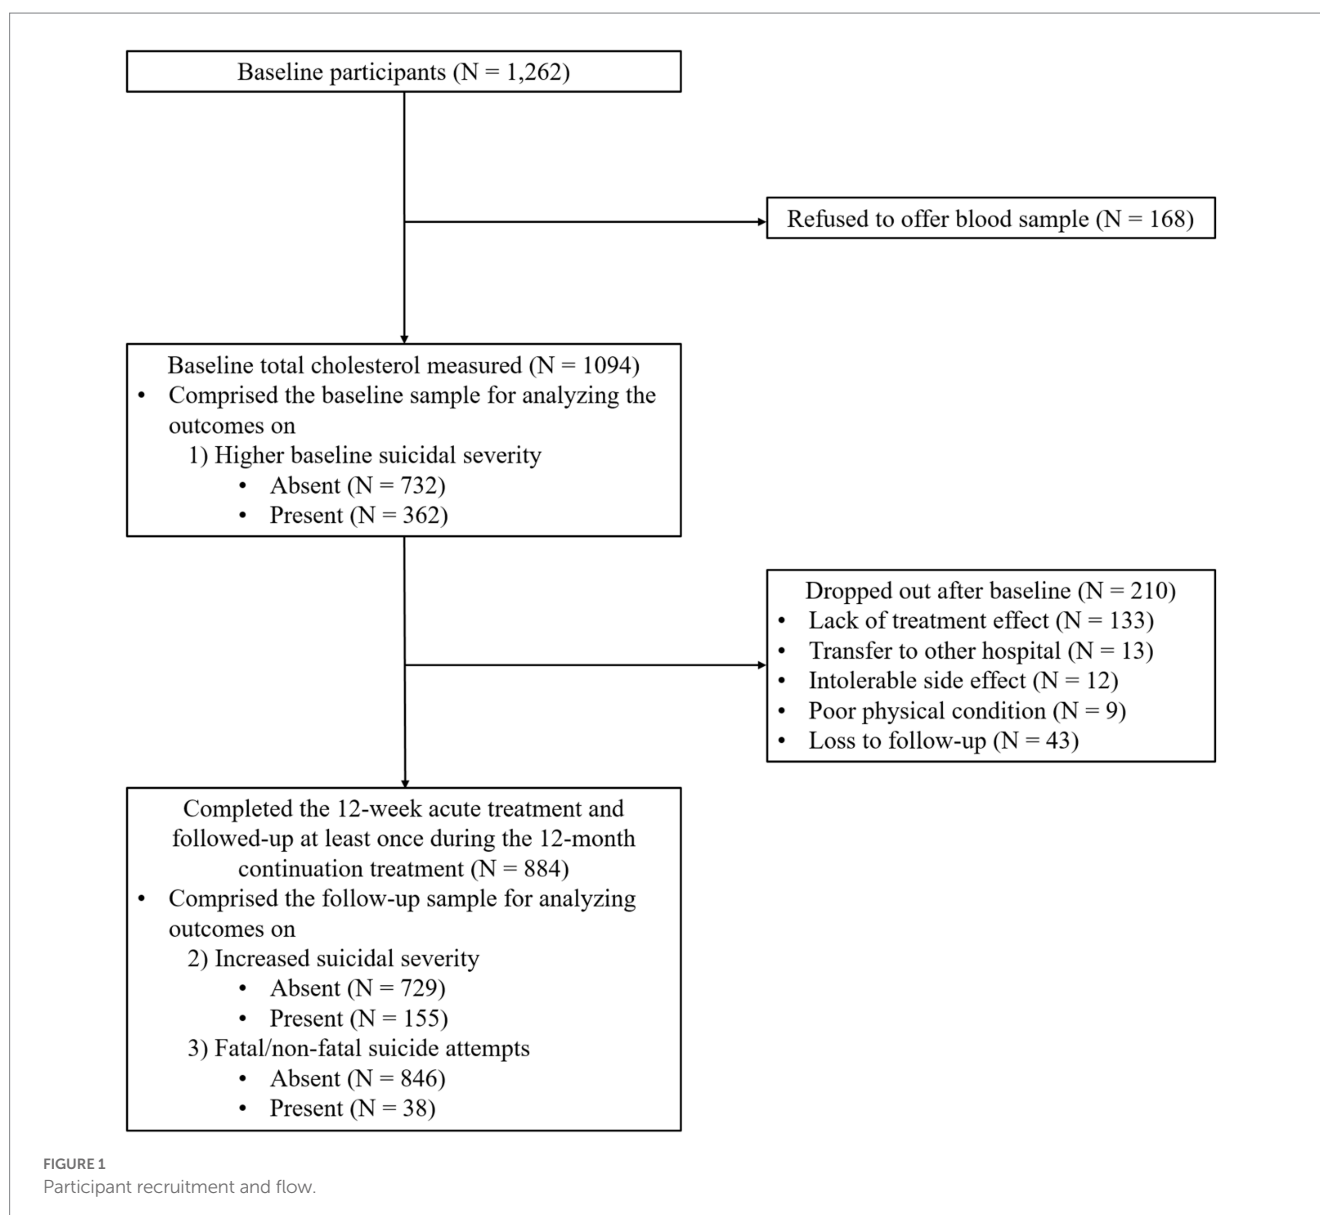 Baseline participants (N = 1,262)
Refused to offer blood sample (N = 168)
Baseline total cholesterol measured (N = 1094)
• Comprised the baseline sample for analyzing the
outcomes on
1) Higher baseline suicidal severity
• Absent (N = 732)
• Present (N = 362)
Dropped out after baseline (N = 210)
• Lack of treatment effect (N = 133)
• Transfer to other hospital (N = 13)
• Intolerable side effect (N = 12)
• Poor physical condition (N = 9)
• Loss to follow-up (N = 43)
Completed the 12-week acute treatment and
followed-up at least once during the 12-month
continuation treatment (N = 884)
• Comprised the follow-up sample for analyzing
outcomes on
2) Increased suicidal severity
• Absent (N = 729)
• Present (N = 155)
3) Fatal/non-fatal suicide attempts
• Absent (N = 846)
• Present (N = 38)
FIGURE 1
Participant recruitment and flow.